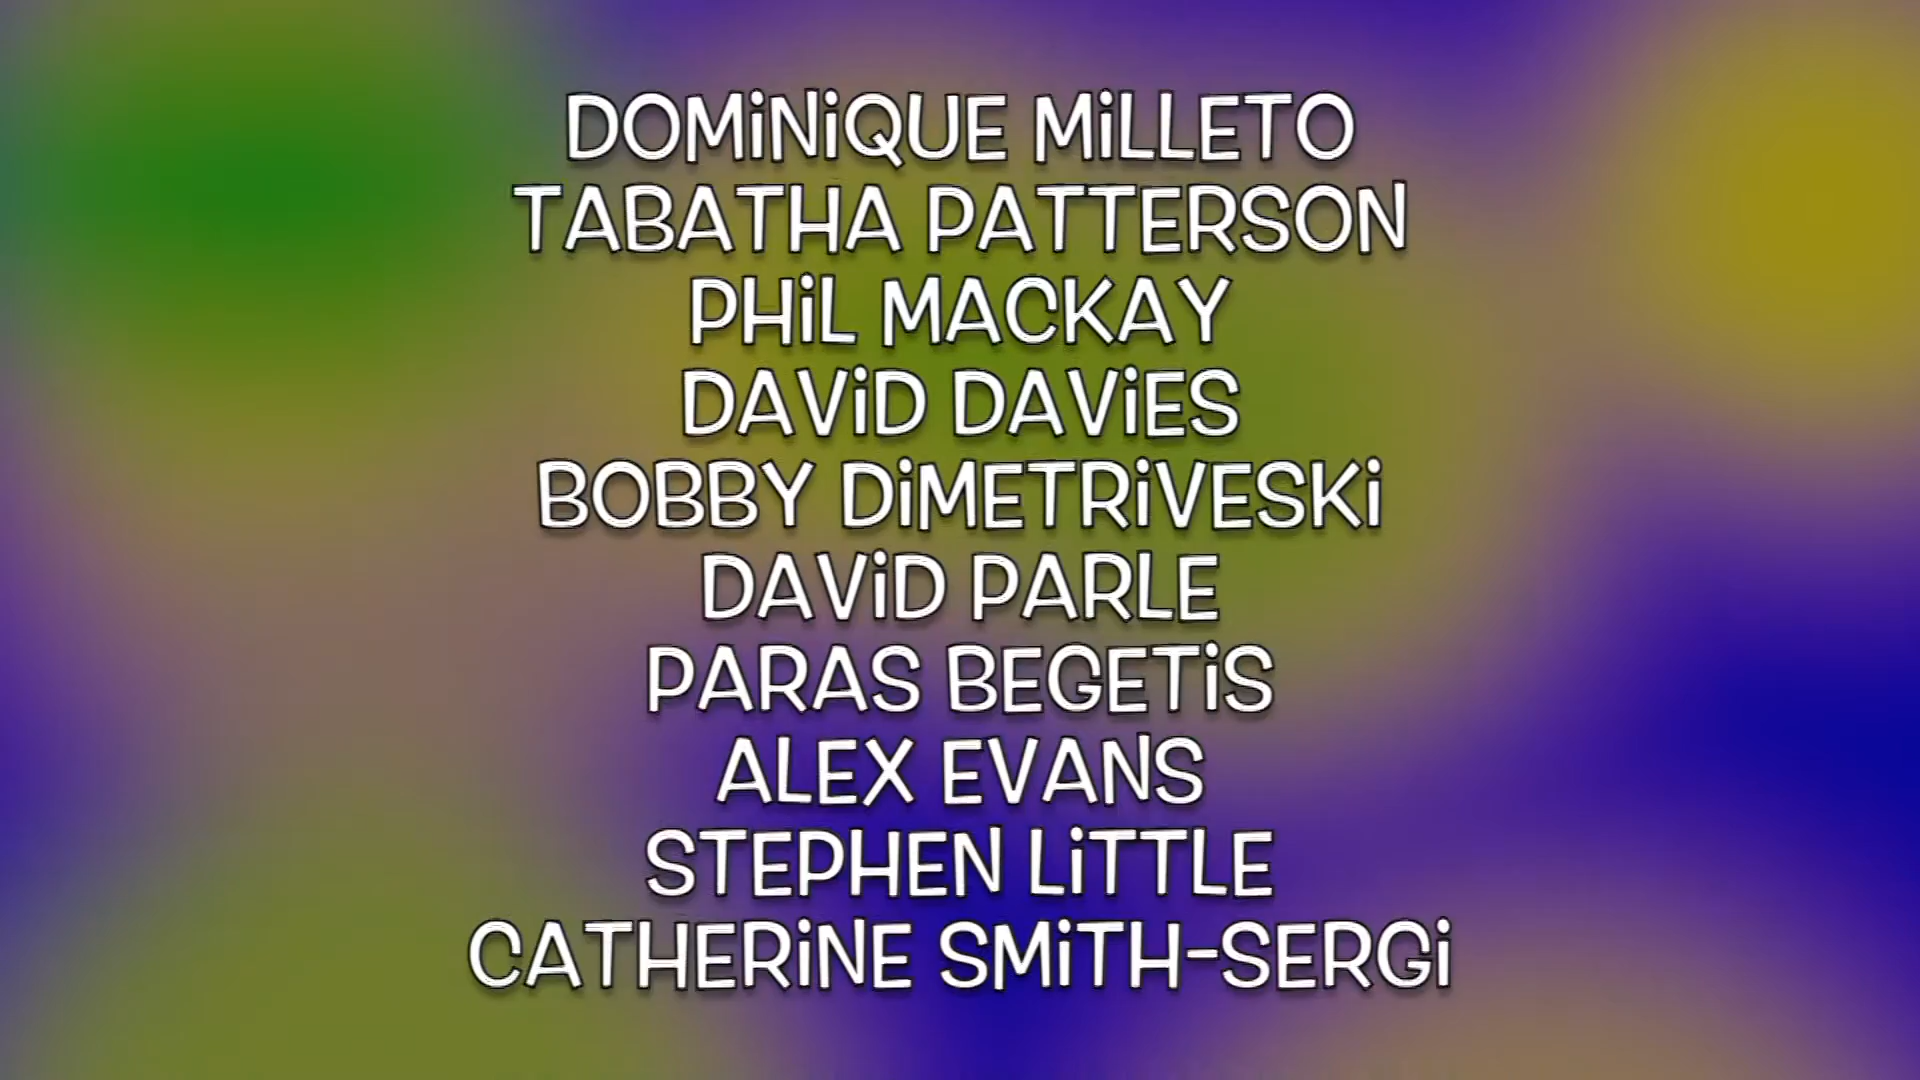 DOMiNiQUE MiLLETO
TABATHA PATTERSON
PHiL MACKAY
DAViD DAViES
BOBBY DiMETRiVESKi
DAViD PARLE
PARAS BEGETiS
ALEX EVANS
STEPHEN LiTTLE
CATHERiNE SMiTH-SERGi